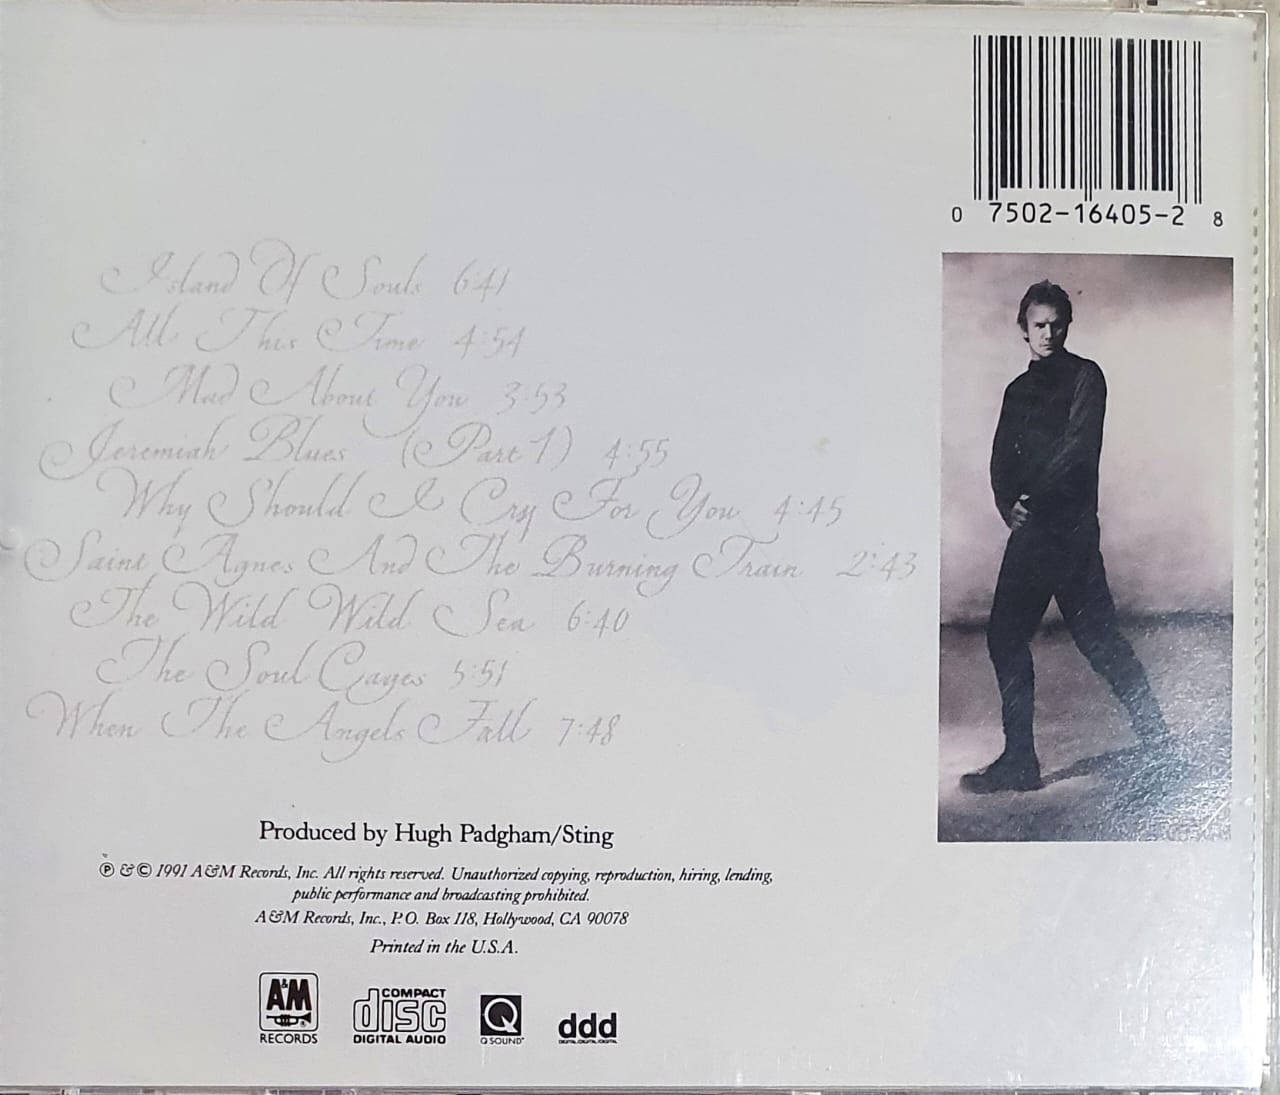 0 7502-16405-2 8
Island Of Souls 6:41
All This Time 4:54
Mad About You 3:53
Jeremiah Blues (Part 1) 4:55
Why Should I Cry For You 4:45
Saint Agnes And The Burning Train 2:43
The Wild Wild Sea 6:40
The Soul Cages 5:51
When The Angels Fall 7:48
Produced by Hugh Padgham/Sting
℗ & © 1991 A&M Records, Inc. All rights reserved. Unauthorized copying, reproduction, hiring, lending,
public performance and broadcasting prohibited.
A&M Records, Inc., P.O. Box 118, Hollywood, CA 90078
Printed in the U.S.A.
A&M RECORDS
COMPACT disc DIGITAL AUDIO
Q SOUND
ddd
DIGITAL/DIGITAL/DIGITAL